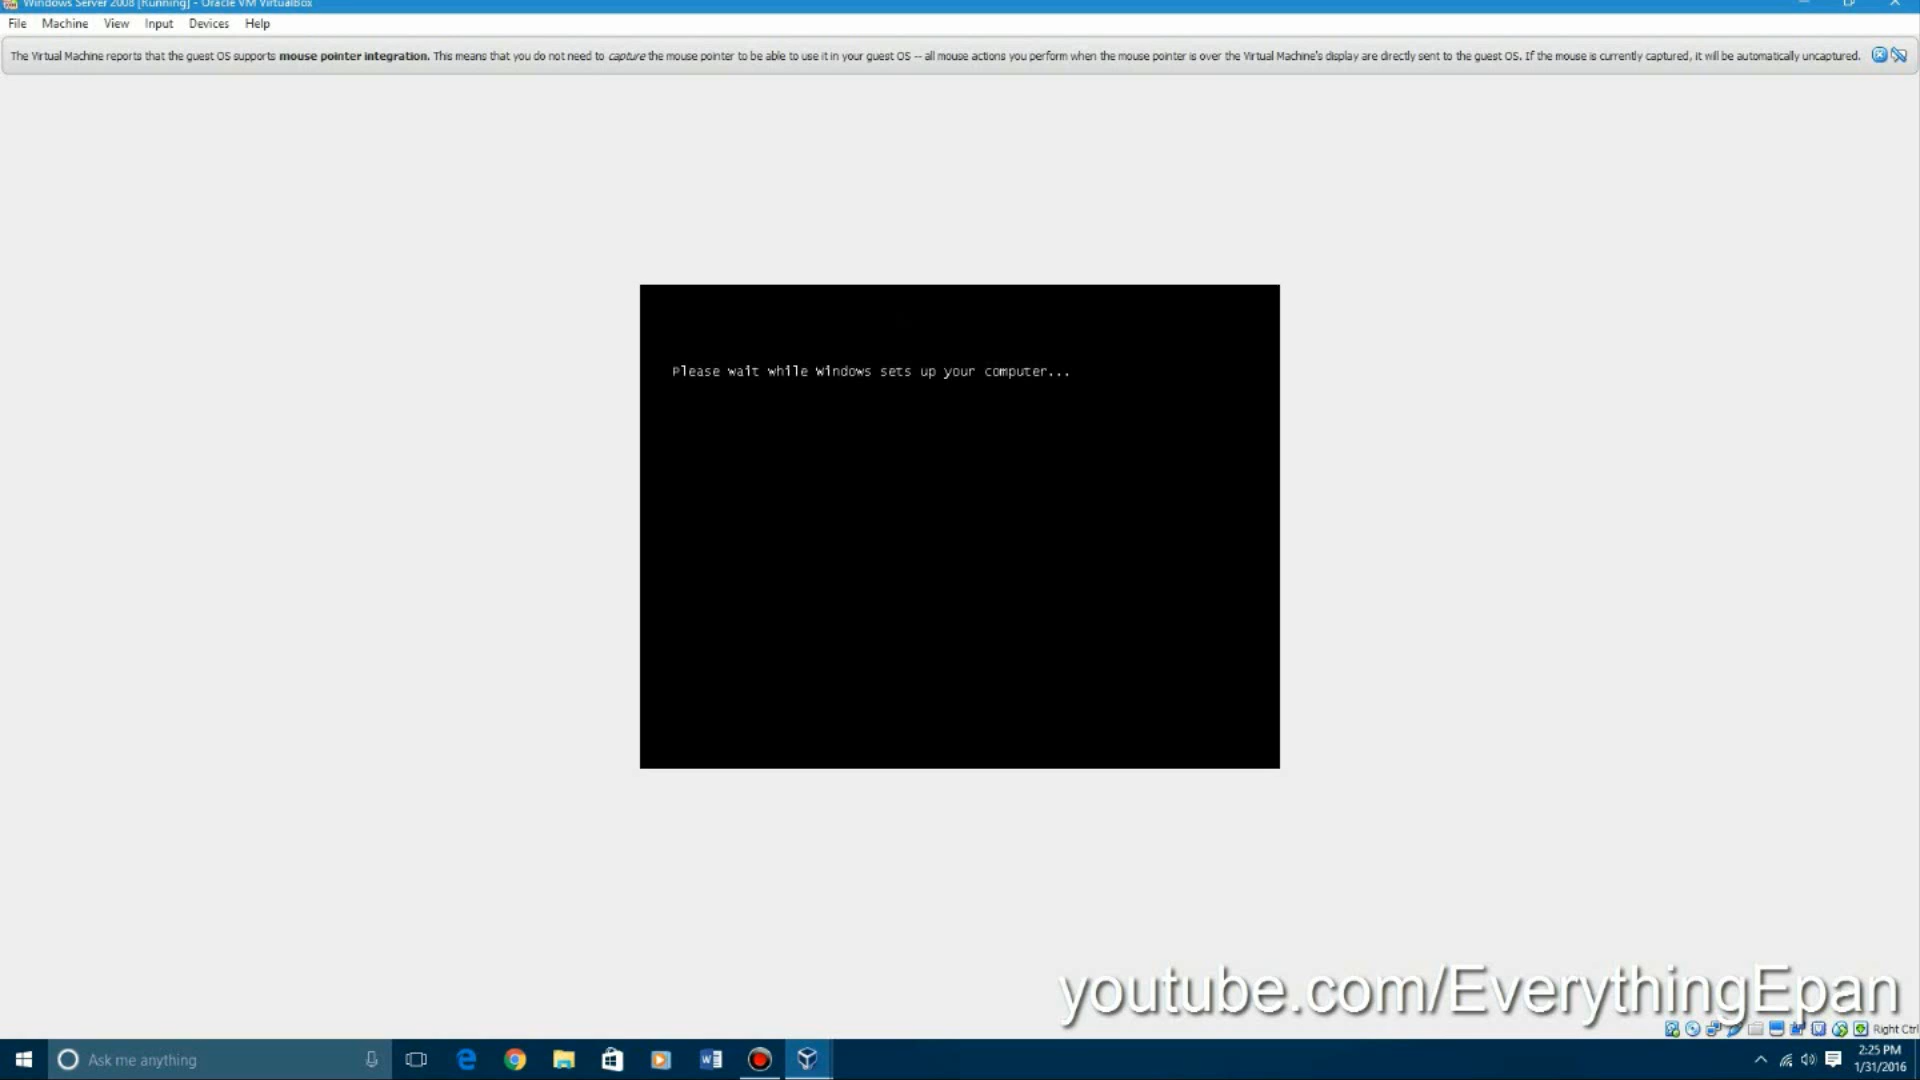 Windows Server 2008 [Running] - Oracle VM VirtualBox
File Machine View Input Devices Help
The Virtual Machine reports that the guest OS supports mouse pointer integration. This means that you do not need to capture the mouse pointer to be able to use it in your guest OS -- all mouse actions you perform when the mouse pointer is over the Virtual Machine's display are directly sent to the guest OS. If the mouse is currently captured, it will be automatically uncaptured.
Please wait while Windows sets up your computer...
youtube.com/EverythingEpan
Right Ctrl
Ask me anything
2:25 PM
1/31/2016